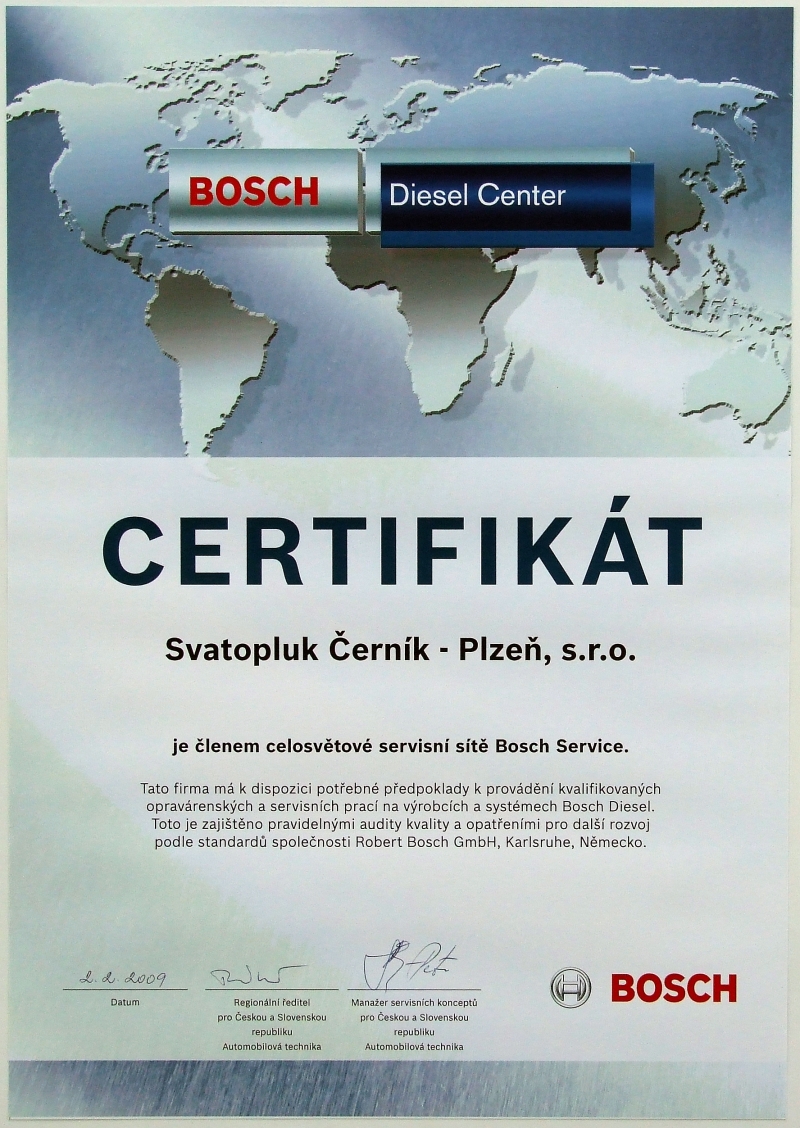 BOSCH
Diesel Center
CERTIFIKÁT
Svatopluk Černík - Plzeň, s.r.o.
je členem celosvětové servisní sítě Bosch Service.
Tato firma má k dispozici potřebné předpoklady k provádění kvalifikovaných
opravárenských a servisních prací na výrobcích a systémech Bosch Diesel.
Toto je zajištěno pravidelnými audity kvality a opatřeními pro další rozvoj
podle standardů společnosti Robert Bosch GmbH, Karlsruhe, Německo.
2.2.2009
Datum
Regionální ředitel
pro Českou a Slovenskou
republiku
Automobilová technika
Manažer servisních konceptů
pro Českou a Slovenskou
republiku
Automobilová technika
BOSCH